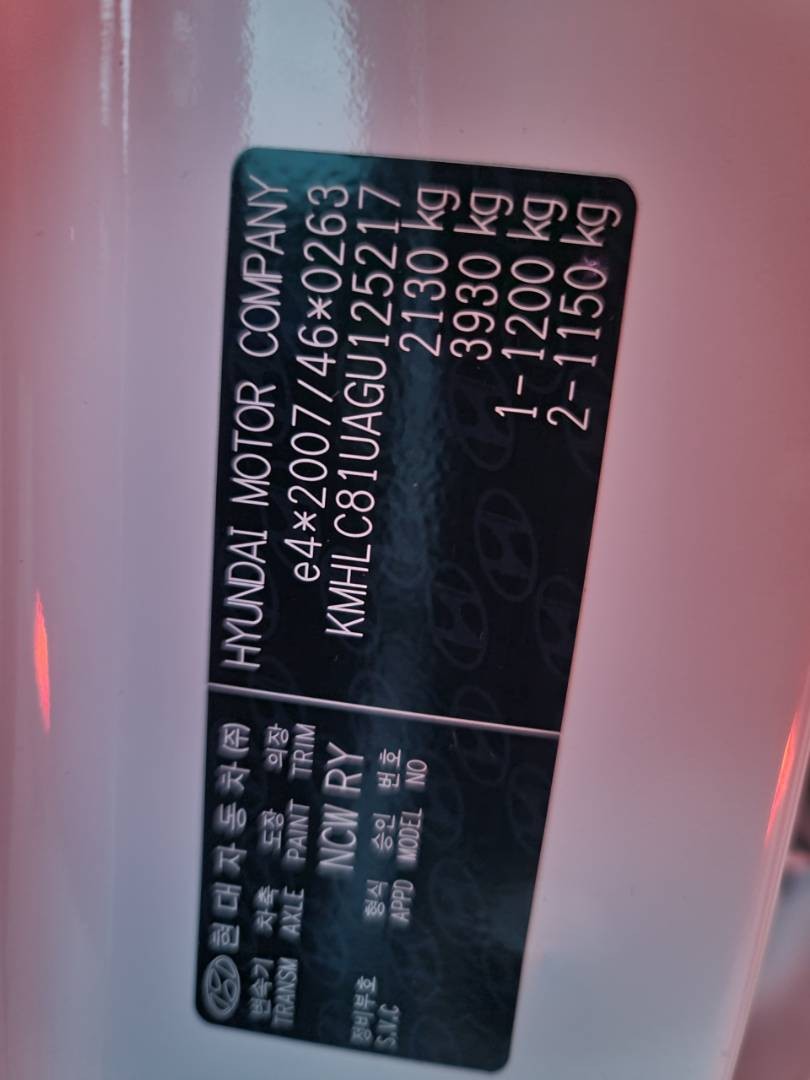 현대자동차(주)
변속기 차축 도장 의장
TRANSM AXLE PAINT TRIM
NCW RY
정비부호 형식 승인 번호
S.V.C APPD MODEL NO
HYUNDAI MOTOR COMPANY
e4*2007/46*0263
KMHLC81UAGU125217
2130 kg
3930 kg
1- 1200 kg
2- 1150 kg